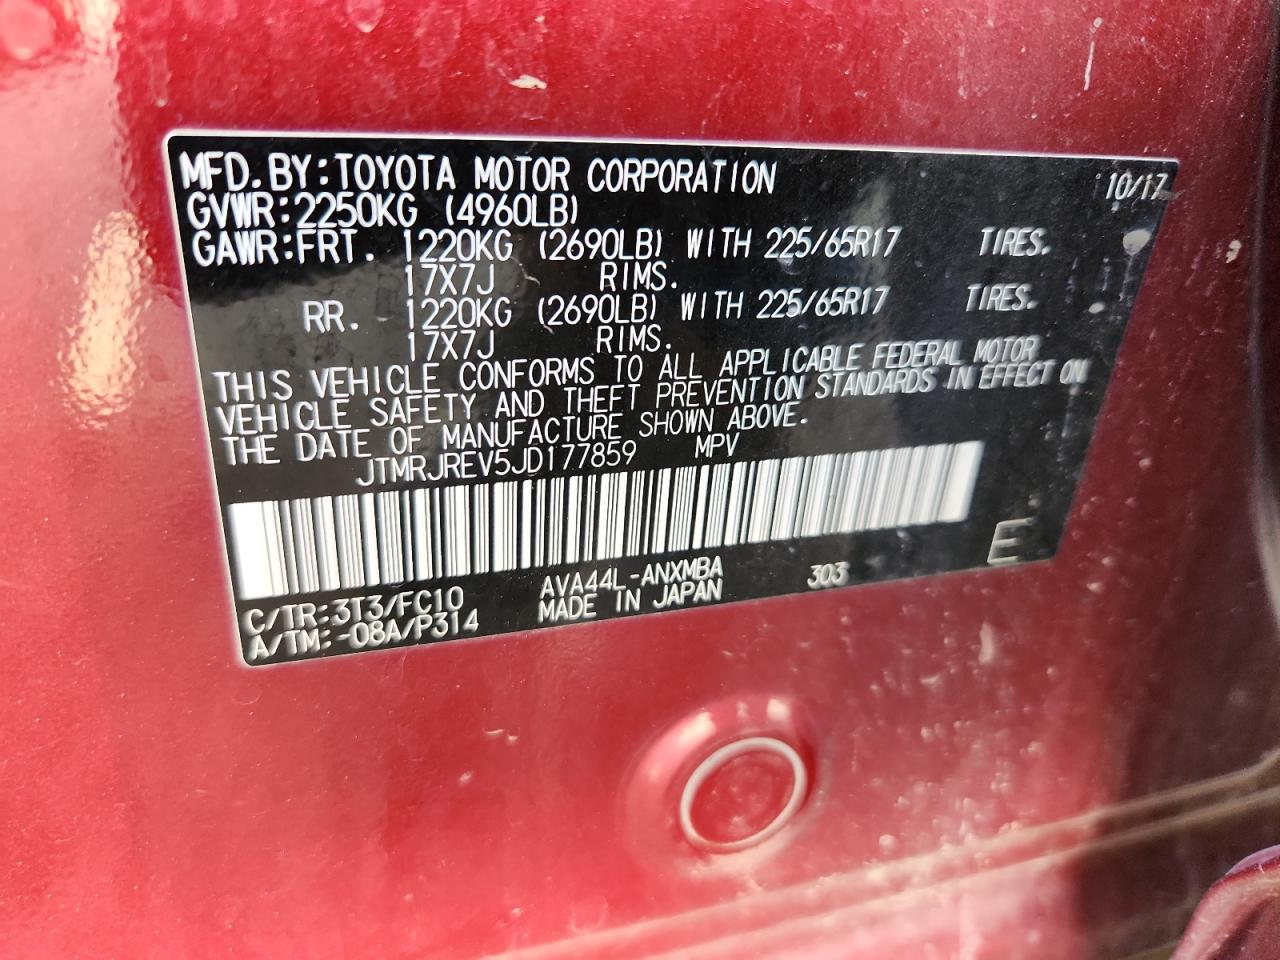 MFD. BY: TOYOTA MOTOR CORPORATION 10/17
GVWR: 2250KG (4960LB)
GAWR: FRT. 1220KG (2690LB) WITH 225/65R17 TIRES.
17X7J RIMS.
RR. 1220KG (2690LB) WITH 225/65R17 TIRES.
17X7J RIMS.
THIS VEHICLE CONFORMS TO ALL APPLICABLE FEDERAL MOTOR
VEHICLE SAFETY AND THEFT PREVENTION STANDARDS IN EFFECT ON
THE DATE OF MANUFACTURE SHOWN ABOVE.
JTMRJREV5JD177859 MPV
C/TR: 3T3/FC10 AVA44L-ANXMBA 303 E
A/TM: -08A/P314 MADE IN JAPAN